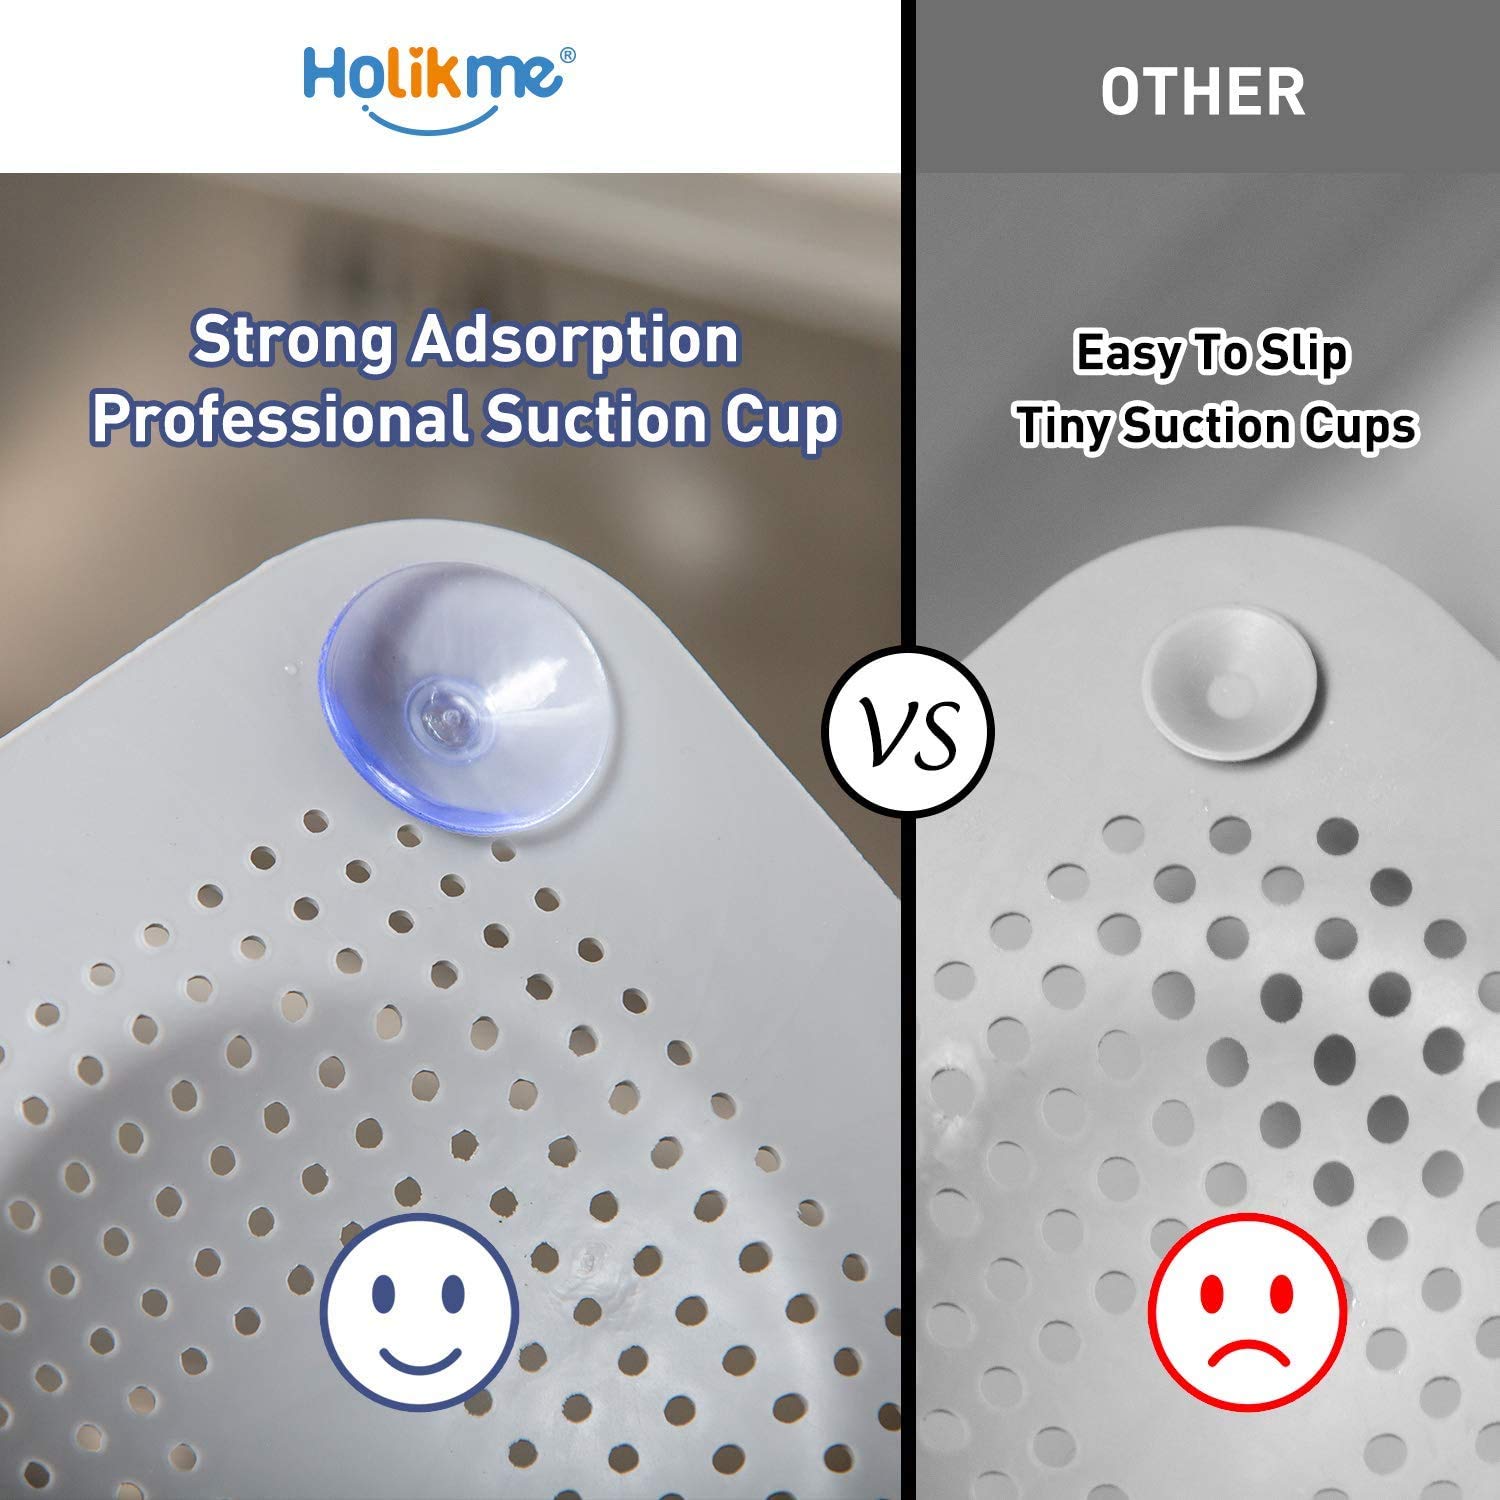 Holikme®
OTHER
Strong Adsorption
Professional Suction Cup
Easy To Slip
Tiny Suction Cups
VS